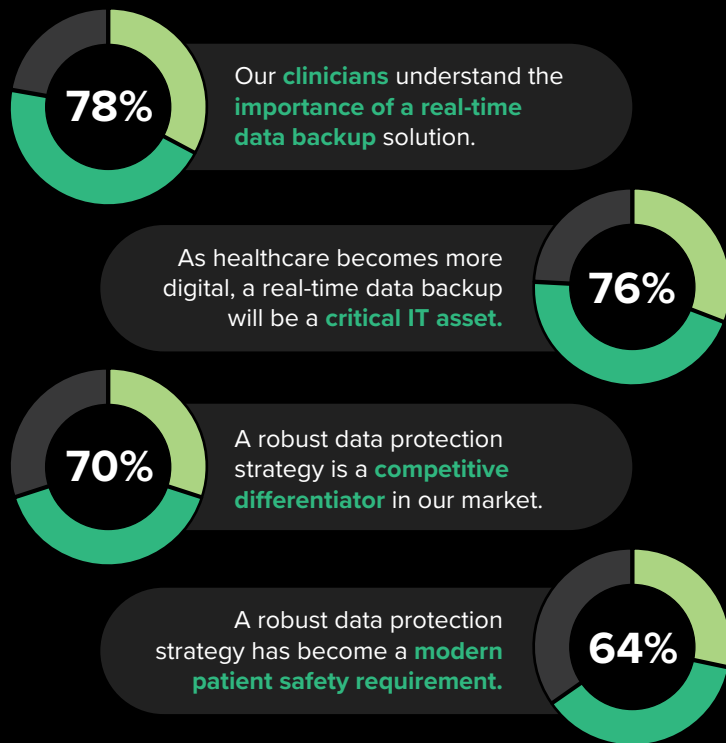 78%
Our clinicians understand the
importance of a real-time
data backup solution.
As healthcare becomes more
digital, a real-time data backup
will be a critical IT asset.
76%
70%
A robust data protection
strategy is a competitive
differentiator in our market.
A robust data protection
strategy has become a modern
patient safety requirement.
64%